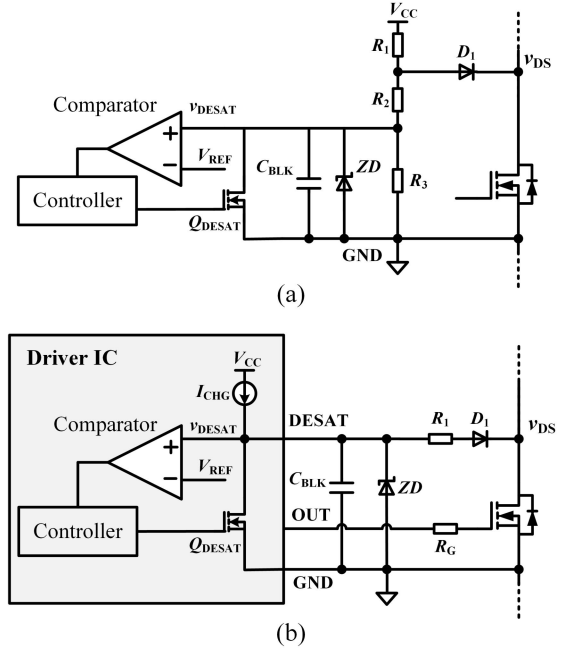 VCC
R1
D1
vDS
Comparator
vDESAT
R2
+
−
VREF
CBLK
ZD
R3
Controller
QDESAT
GND
(a)
Driver IC
VCC
ICHG
DESAT
R1
D1
vDS
Comparator
vDESAT
+
−
VREF
CBLK
ZD
OUT
Controller
QDESAT
RG
GND
(b)